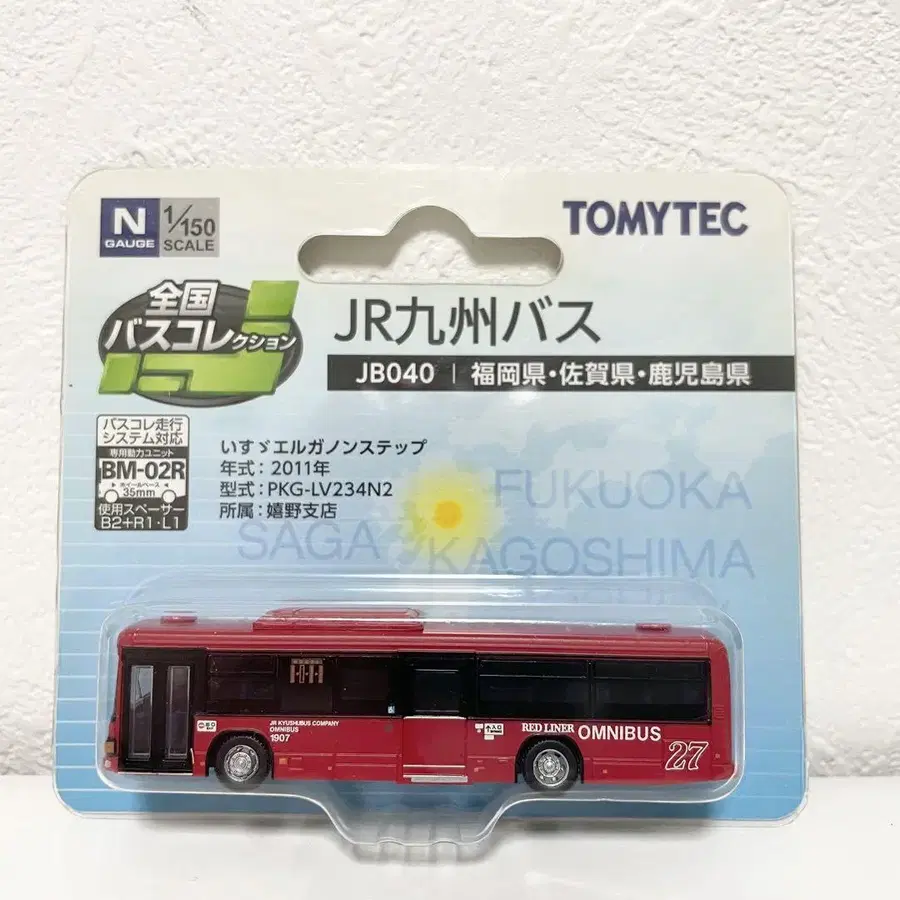 N
GAUGE
1/150
SCALE
TOMYTEC
全国
バスコレクション
JR九州バス
JB040 | 福岡県・佐賀県・鹿児島県
バスコレ走行
システム対応
専用動力ユニット
BM-02R
ホイールベース
35mm
使用スペーサー
B2+R1・L1
いすゞエルガノンステップ
年式：2011年
型式：PKG-LV234N2
所属：嬉野支店
FUKUOKA
SAGA
KAGOSHIMA
JR KYUSHUBUS COMPANY
OMNIBUS
1907
入口
RED LINER OMNIBUS
27